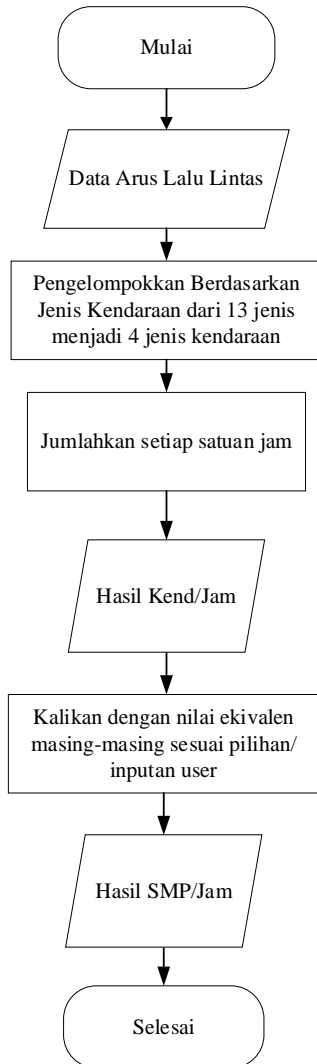 Mulai
Data Arus Lalu Lintas
Pengelompokkan Berdasarkan
Jenis Kendaraan dari 13 jenis
menjadi 4 jenis kendaraan
Jumlahkan setiap satuan jam
Hasil Kend/Jam
Kalikan dengan nilai ekivalen
masing-masing sesuai pilihan/
inputan user
Hasil SMP/Jam
Selesai